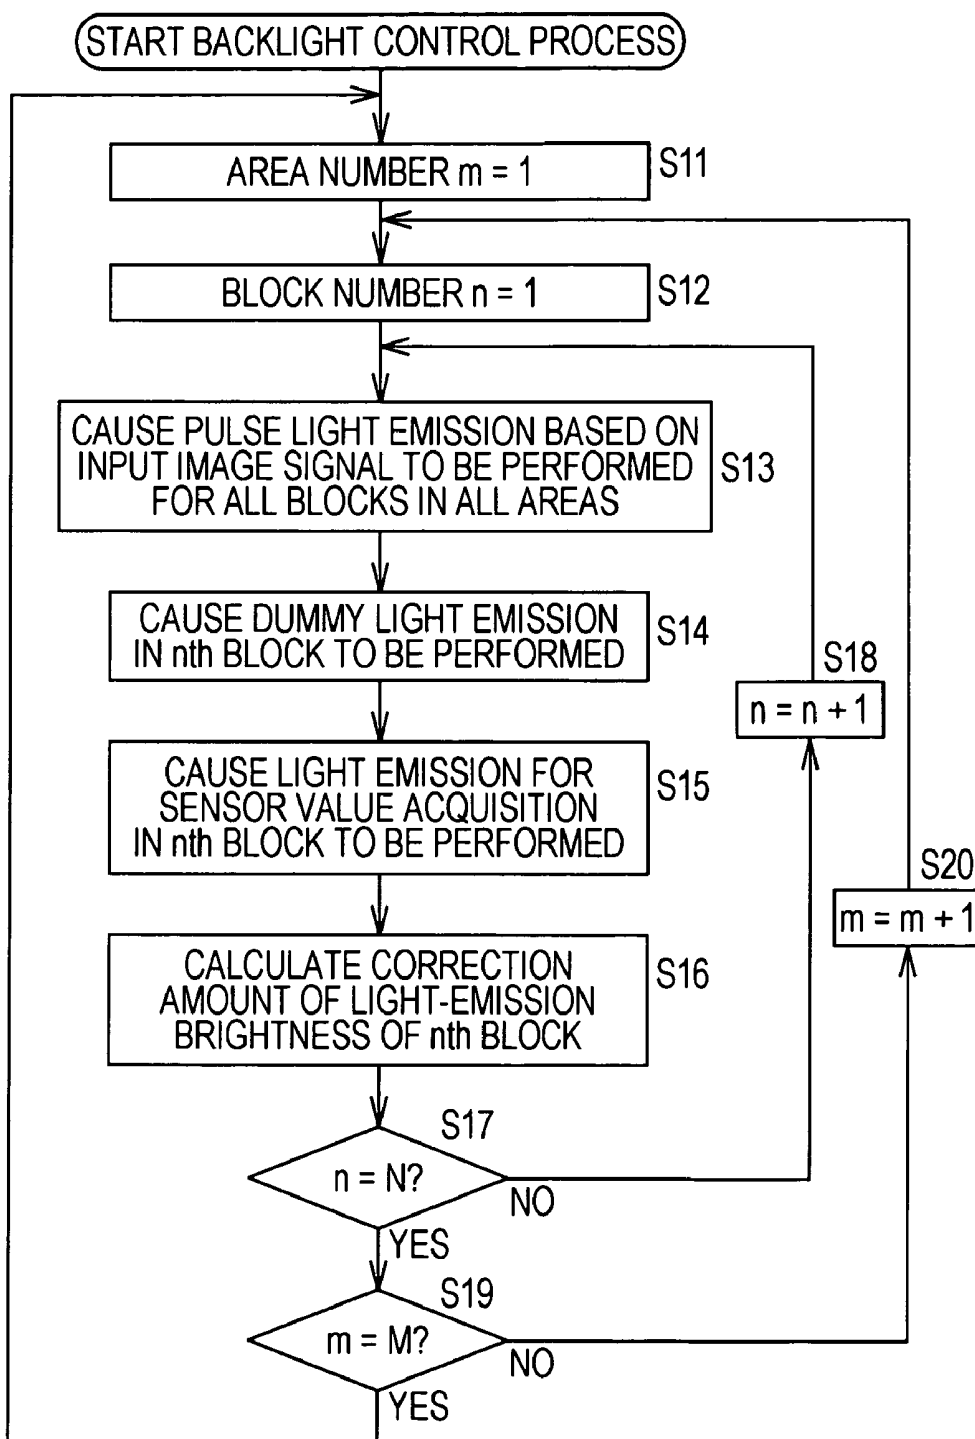 START BACKLIGHT CONTROL PROCESS
AREA NUMBER m = 1
S11
BLOCK NUMBER n = 1
S12
CAUSE PULSE LIGHT EMISSION BASED ON
INPUT IMAGE SIGNAL TO BE PERFORMED
FOR ALL BLOCKS IN ALL AREAS
S13
CAUSE DUMMY LIGHT EMISSION
IN nth BLOCK TO BE PERFORMED
S14
S18
n = n + 1
CAUSE LIGHT EMISSION FOR
SENSOR VALUE ACQUISITION
IN nth BLOCK TO BE PERFORMED
S15
S20
m = m + 1
CALCULATE CORRECTION
AMOUNT OF LIGHT-EMISSION
BRIGHTNESS OF nth BLOCK
S16
S17
n = N?
NO
YES
S19
m = M?
NO
YES